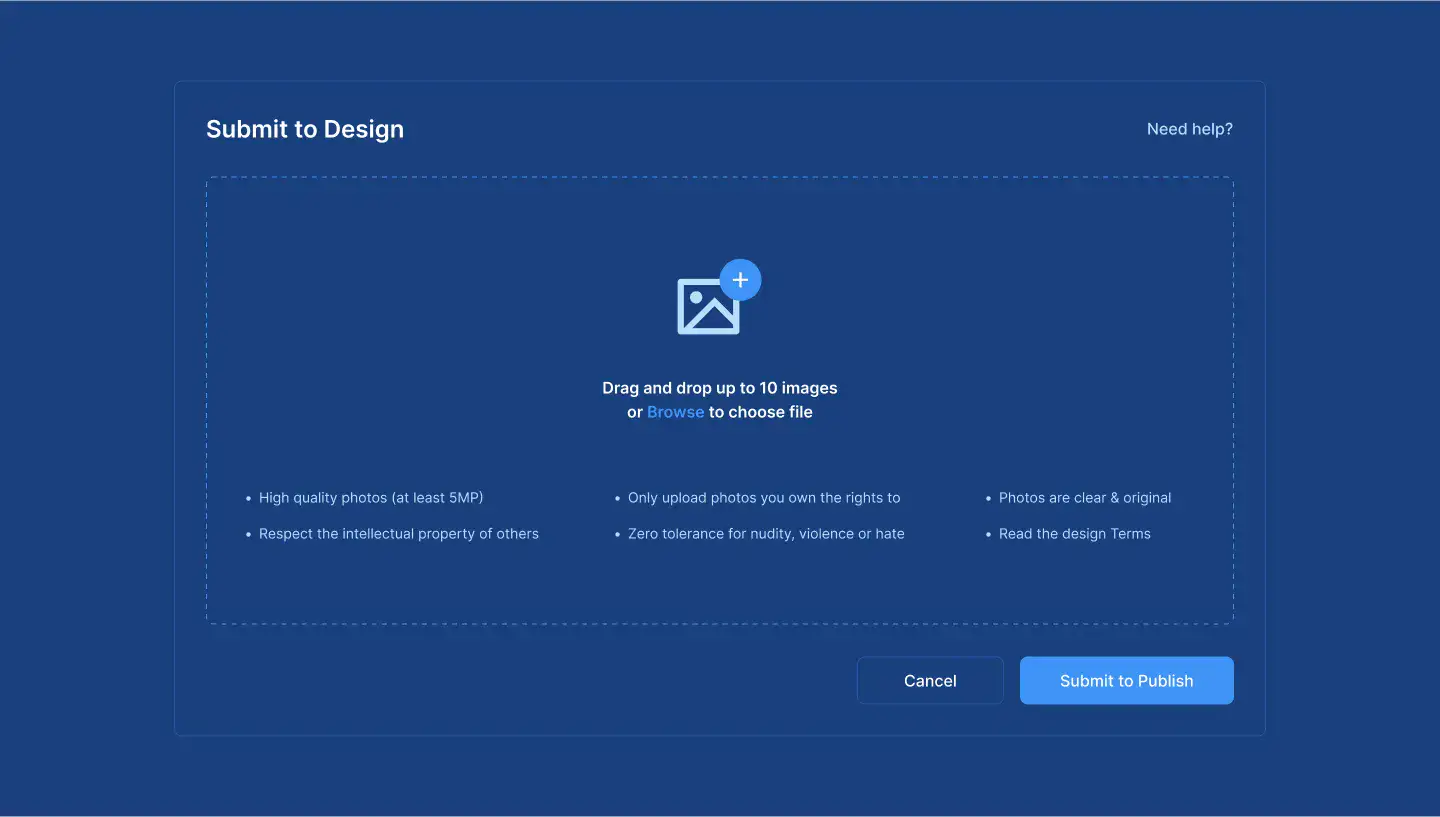 Submit to Design
Need help?
Drag and drop up to 10 images
or Browse to choose file
• High quality photos (at least 5MP)
• Only upload photos you own the rights to
• Photos are clear & original
• Respect the intellectual property of others
• Zero tolerance for nudity, violence or hate
• Read the design Terms
Cancel
Submit to Publish